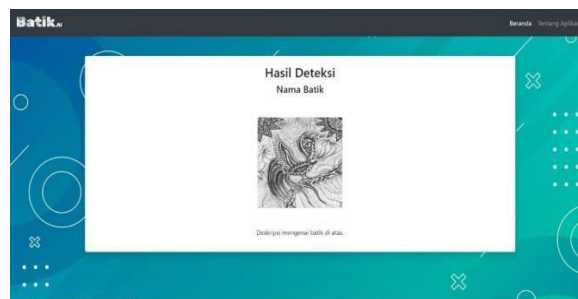 Batik.AI
Beranda Tentang Aplikasi
Hasil Deteksi
Nama Batik
Deskripsi mengenai batik di atas.